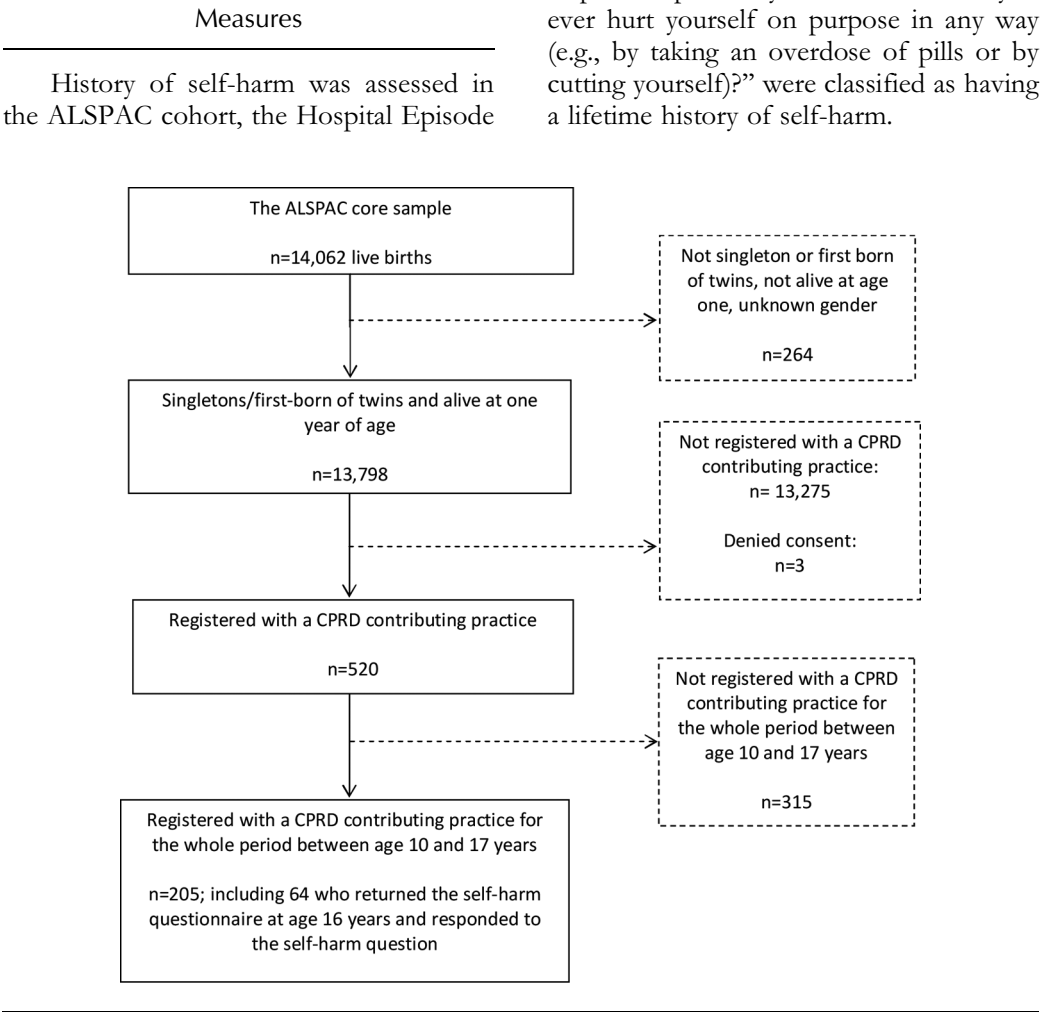 Measures
History of self-harm was assessed in
the ALSPAC cohort, the Hospital Episode
ever hurt yourself on purpose in any way
(e.g., by taking an overdose of pills or by
cutting yourself)?” were classified as having
a lifetime history of self-harm.
The ALSPAC core sample
n=14,062 live births
Not singleton or first born
of twins, not alive at age
one, unknown gender
n=264
Singletons/first-born of twins and alive at one
year of age
n=13,798
Not registered with a CPRD
contributing practice:
n= 13,275
Denied consent:
n=3
Registered with a CPRD contributing practice
n=520
Not registered with a CPRD
contributing practice for
the whole period between
age 10 and 17 years
n=315
Registered with a CPRD contributing practice for
the whole period between age 10 and 17 years
n=205; including 64 who returned the self-harm
questionnaire at age 16 years and responded to
the self-harm question